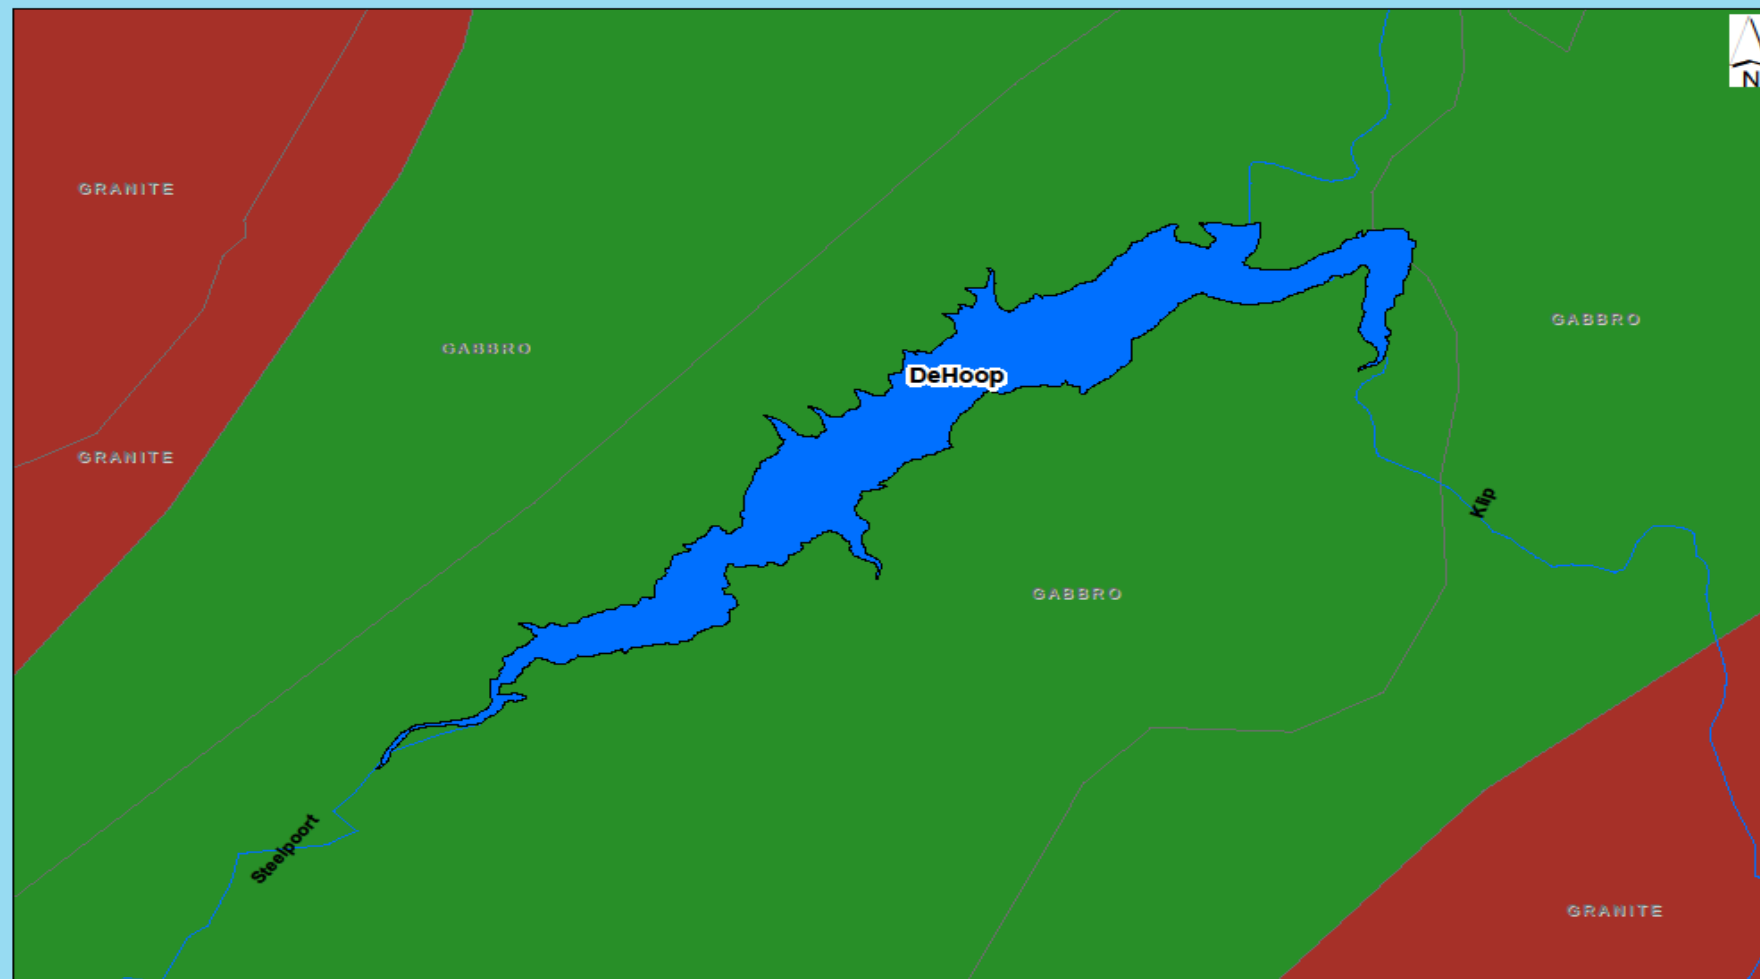 N
GRANITE
GABBRO
GABBRO
DeHoop
GRANITE
Klip
GABBRO
Steelpoort
GRANITE